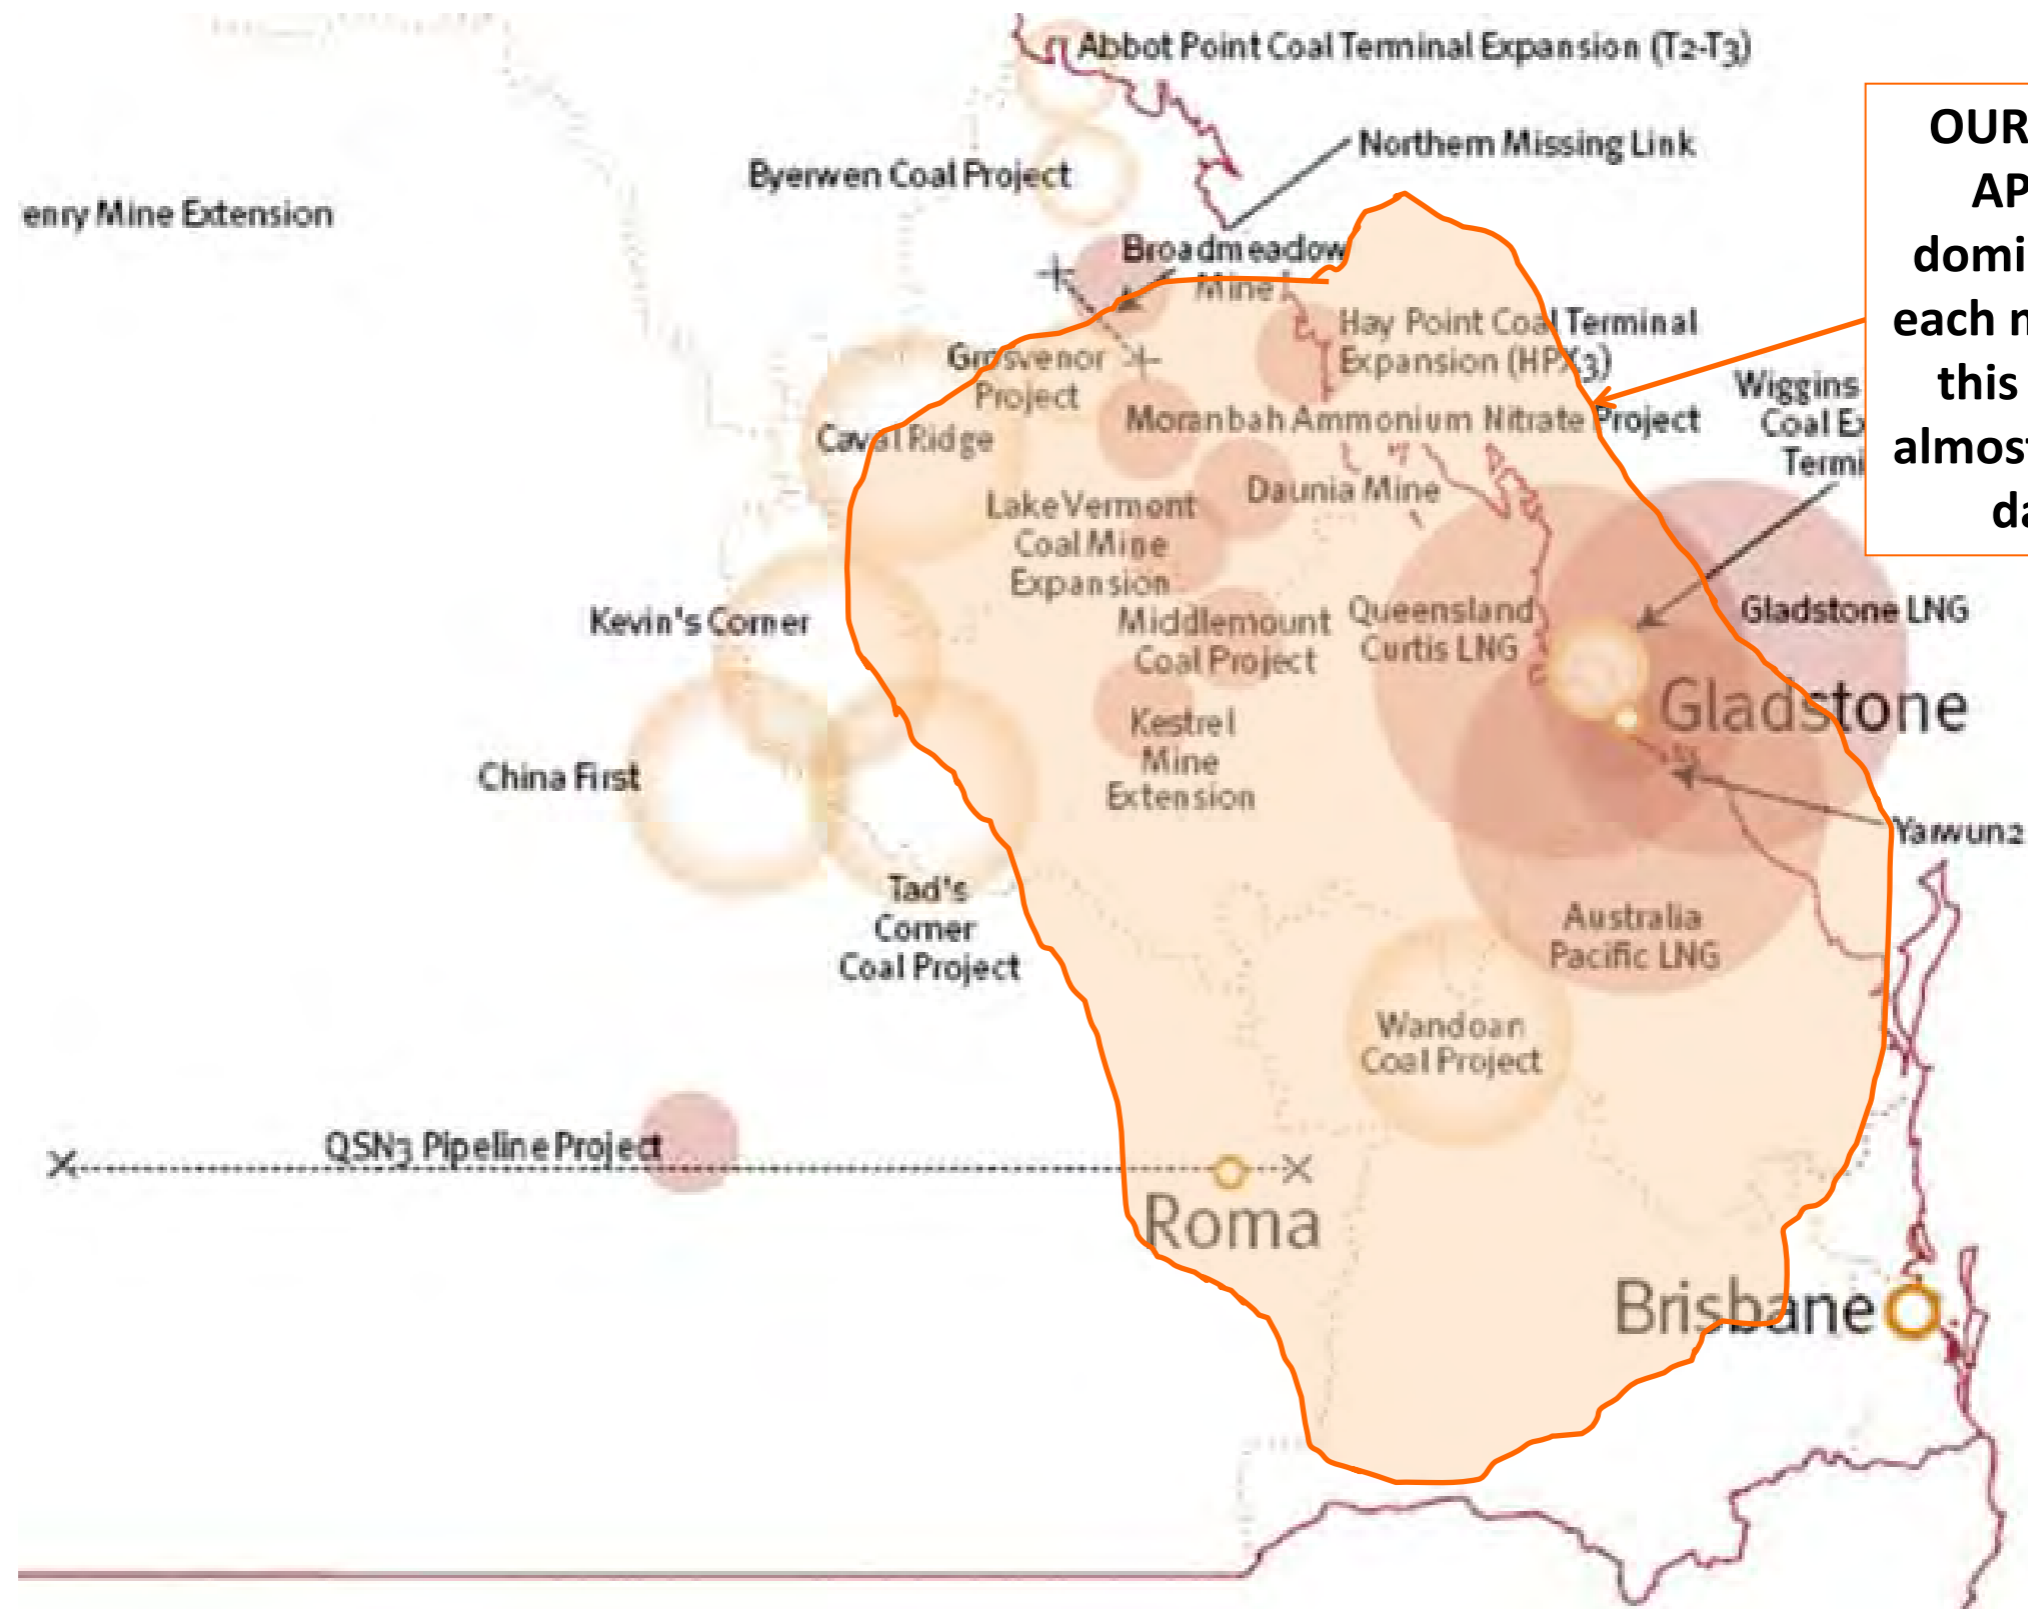 Abbot Point Coal Terminal Expansion (T2-T3)
Northern Missing Link
Byerwen Coal Project
enry Mine Extension
OUR
AP
domi
each
this
almos
da
Broadmeadow
Mine
Hay Point Coal Terminal
Expansion (HPX3)
Grosvenor
Project
Wiggins
Coal Ex
Termi
Moranbah Ammonium Nitrate Project
Caval Ridge
Daunia Mine
Lake Vermont
Coal Mine
Expansion
Kevin's Corner
Middlemount
Coal Project
Queensland
Curtis LNG
Gladstone LNG
Gladstone
Kestrel
Mine
Extension
China First
Yarwun2
Tad's
Corner
Coal Project
Australia
Pacific LNG
Wandoan
Coal Project
QSN3 Pipeline Project
Roma
Brisbane